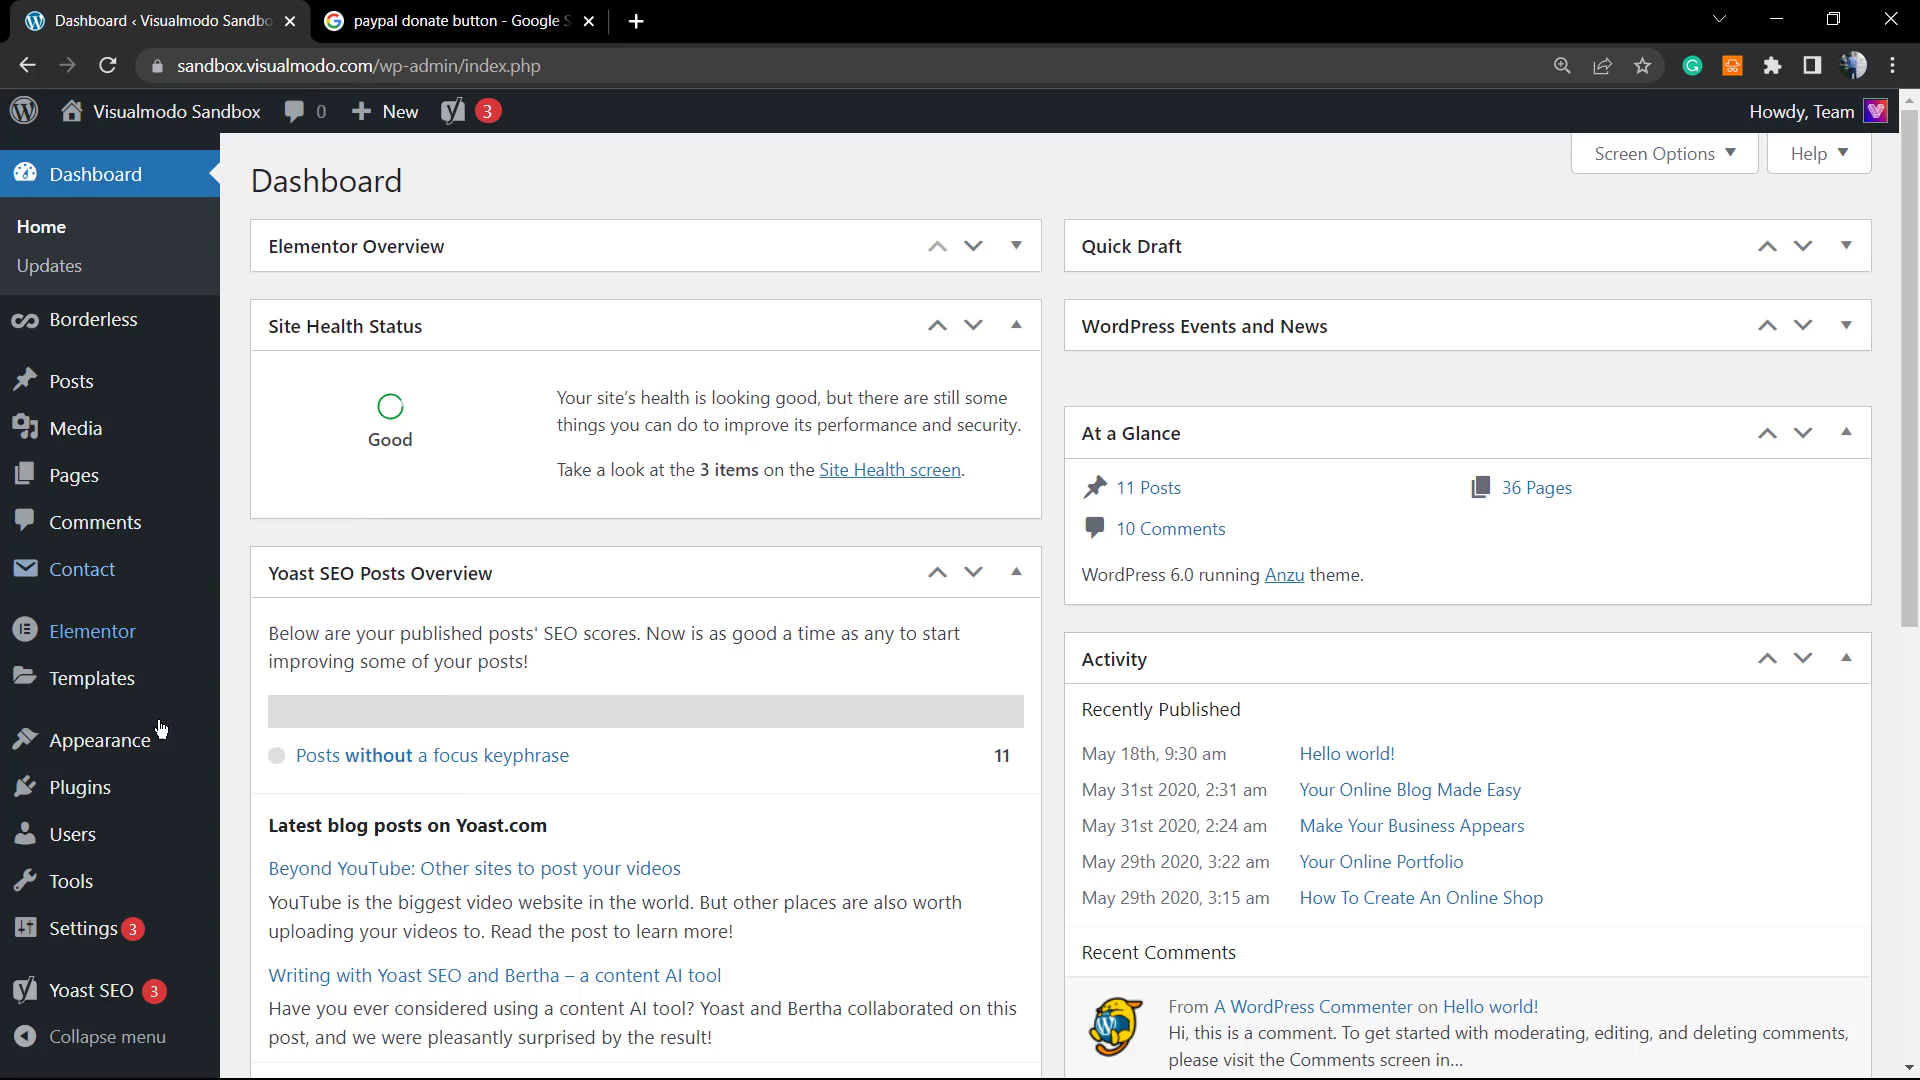 Dashboard ‹ Visualmodo Sandbo
paypal donate button - Google S
sandbox.visualmodo.com/wp-admin/index.php
Visualmodo Sandbox
0
New
3
Howdy, Team
Dashboard
Home
Updates
Borderless
Posts
Media
Pages
Comments
Contact
Elementor
Templates
Appearance
Plugins
Users
Tools
Settings 3
Yoast SEO 3
Collapse menu
Screen Options
Help
Dashboard
Elementor Overview
Site Health Status
Good
Your site's health is looking good, but there are still some
things you can do to improve its performance and security.
Take a look at the 3 items on the Site Health screen.
Yoast SEO Posts Overview
Below are your published posts' SEO scores. Now is as good a time as any to start
improving some of your posts!
Posts without a focus keyphrase 11
Latest blog posts on Yoast.com
Beyond YouTube: Other sites to post your videos
YouTube is the biggest video website in the world. But other places are also worth
uploading your videos to. Read the post to learn more!
Writing with Yoast SEO and Bertha – a content AI tool
Have you ever considered using a content AI tool? Yoast and Bertha collaborated on this
post, and we were pleasantly surprised by the result!
Quick Draft
WordPress Events and News
At a Glance
11 Posts
36 Pages
10 Comments
WordPress 6.0 running Anzu theme.
Activity
Recently Published
May 18th, 9:30 am Hello world!
May 31st 2020, 2:31 am Your Online Blog Made Easy
May 31st 2020, 2:24 am Make Your Business Appears
May 29th 2020, 3:22 am Your Online Portfolio
May 29th 2020, 3:15 am How To Create An Online Shop
Recent Comments
From A WordPress Commenter on Hello world!
Hi, this is a comment. To get started with moderating, editing, and deleting comments,
please visit the Comments screen in...